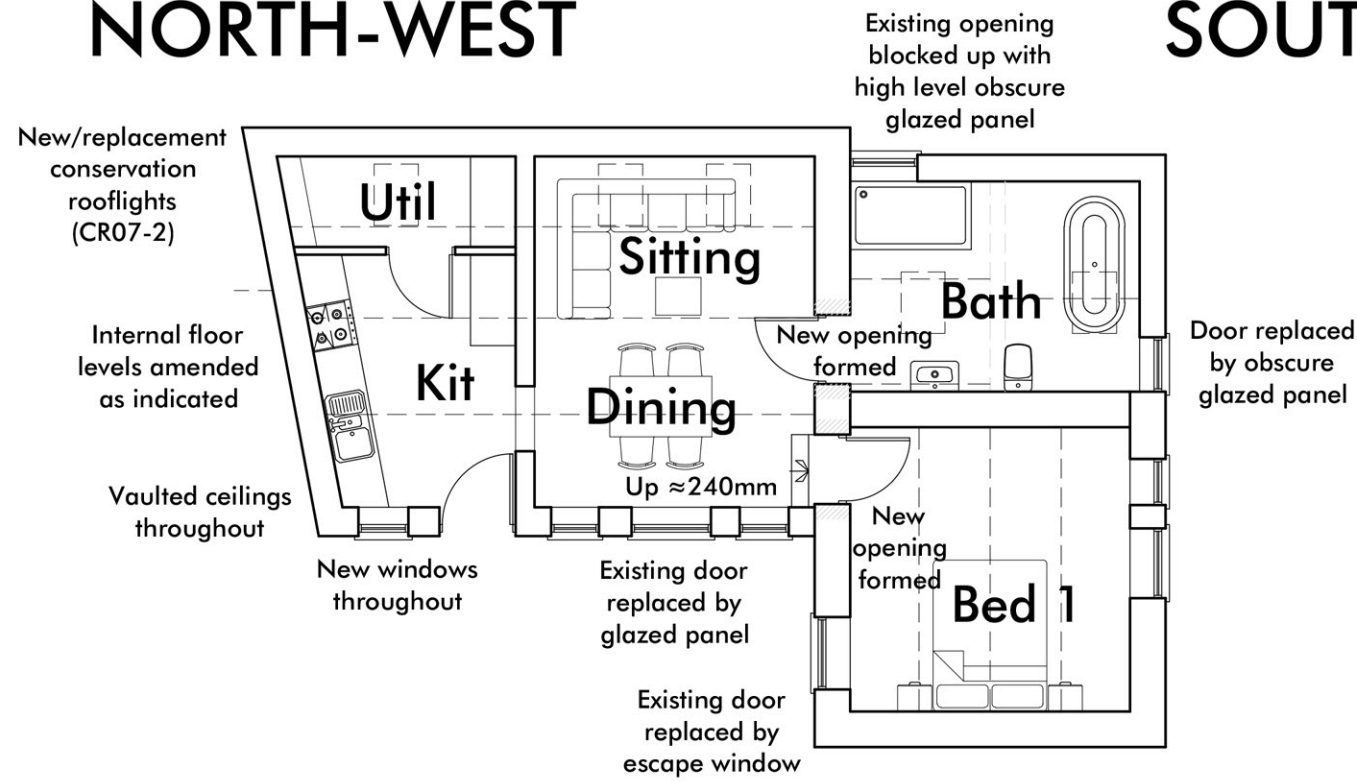 NORTH-WEST
SOUT
Existing opening
blocked up with
high level obscure
glazed panel
New/replacement
conservation
rooflights
(CR07-2)
Util
Sitting
Bath
Internal floor
levels amended
as indicated
Kit
Dining
New opening
formed
Door replaced
by obscure
glazed panel
Vaulted ceilings
throughout
Up ≈240mm
New
opening
formed
New windows
throughout
Existing door
replaced by
glazed panel
Bed 1
Existing door
replaced by
escape window